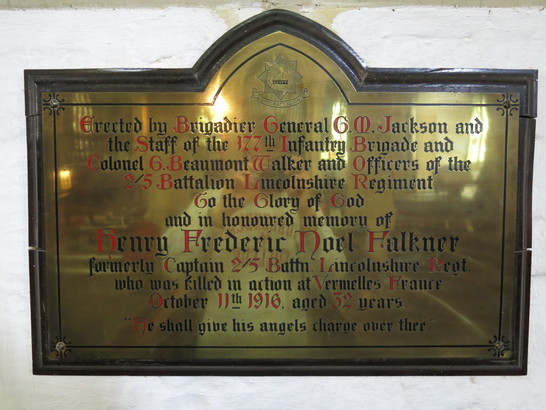 Erected by Brigadier General G.M. Jackson and
the Staff of the 177th Infantry Brigade and
Colonel G. Beaumont Walker and Officers of the
2/5 Battalion Lincolnshire Regiment
To the Glory of God
and in honoured memory of
Henry Frederic Noel Falkner
formerly Captain 2/5 Battn. Lincolnshire Regt.
who was killed in action at Vermelles France
October 11th 1916, aged 32 years
"He shall give his angels charge over thee"